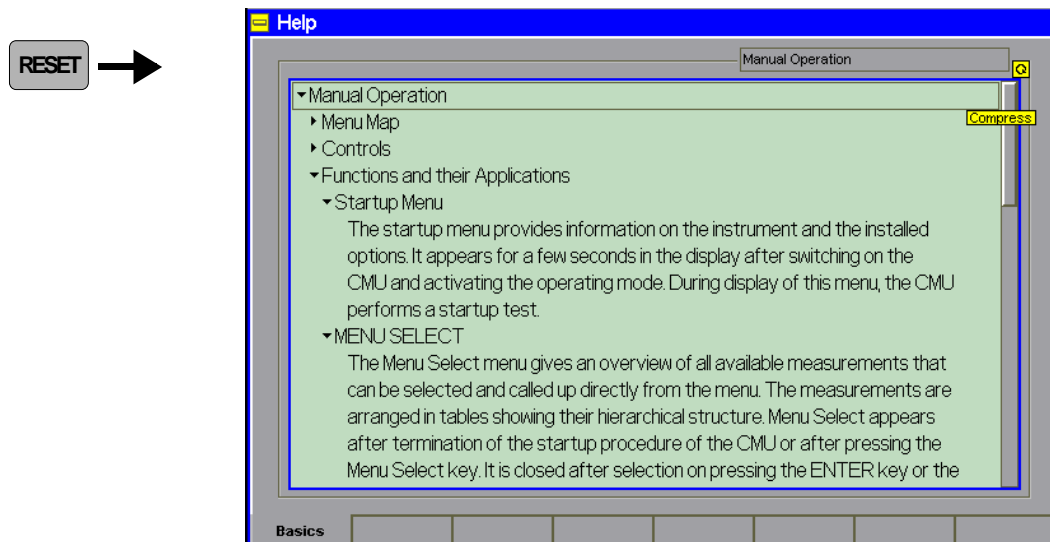 Help
RESET
Manual Operation
Manual Operation
Compress
Menu Map
Controls
Functions and their Applications
Startup Menu
The startup menu provides information on the instrument and the installed
options. It appears for a few seconds in the display after switching on the
CMU and activating the operating mode. During display of this menu, the CMU
performs a startup test.
MENU SELECT
The Menu Select menu gives an overview of all available measurements that
can be selected and called up directly from the menu. The measurements are
arranged in tables showing their hierarchical structure. Menu Select appears
after termination of the startup procedure of the CMU or after pressing the
Menu Select key. It is closed after selection on pressing the ENTER key or the
Basics